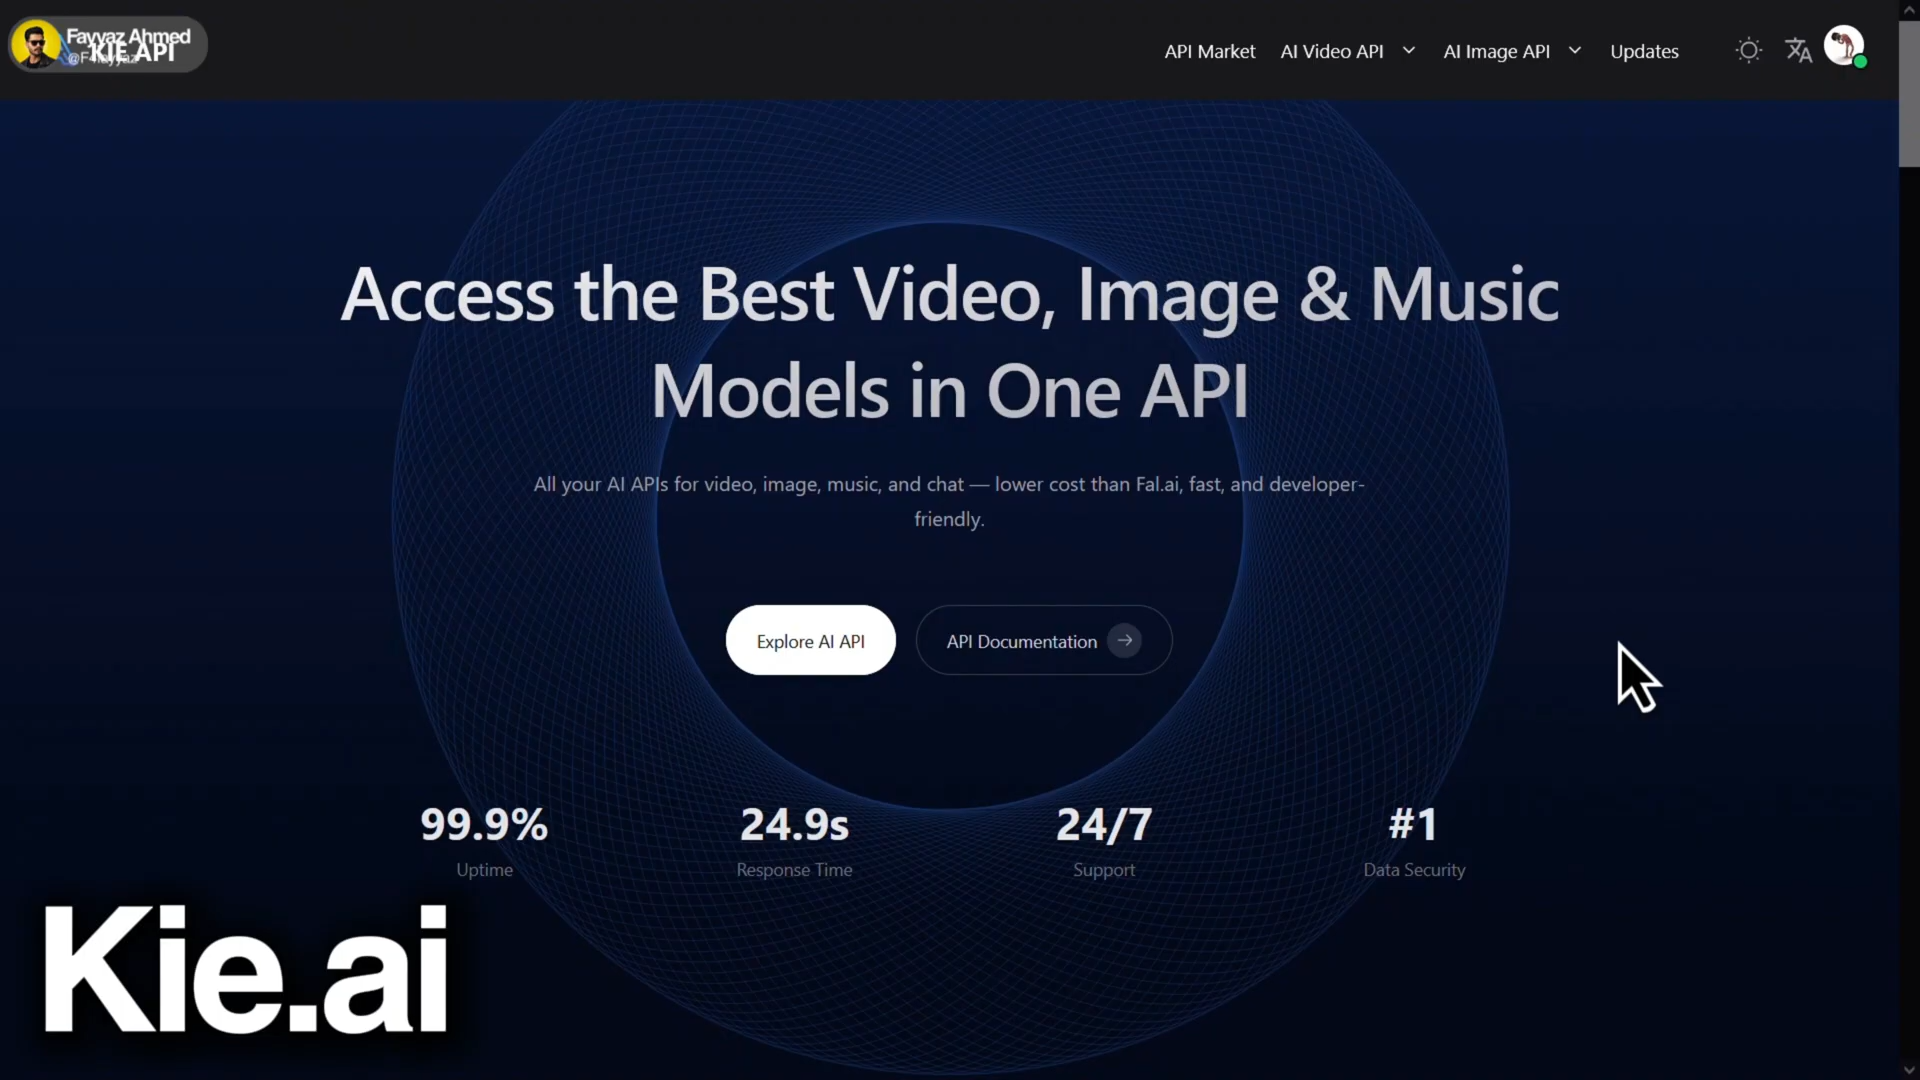 Fayyaz Ahmed
KIE API
API Market
AI Video API
AI Image API
Updates
Access the Best Video, Image & Music
Models in One API
All your AI APIs for video, image, music, and chat — lower cost than Fal.ai, fast, and developer-
friendly.
Explore AI API
API Documentation
99.9%
Uptime
24.9s
Response Time
24/7
Support
#1
Data Security
Kie.ai